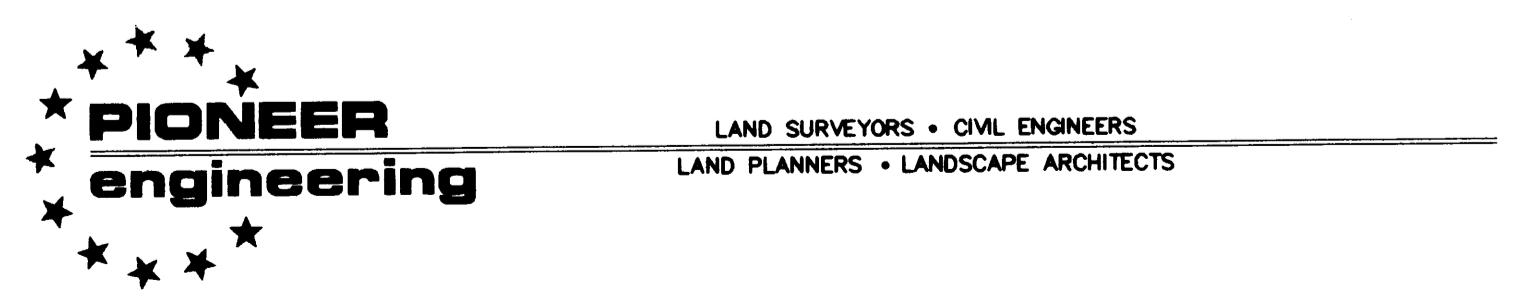 PIONEER
engineering
LAND SURVEYORS • CIVIL ENGINEERS
LAND PLANNERS • LANDSCAPE ARCHITECTS